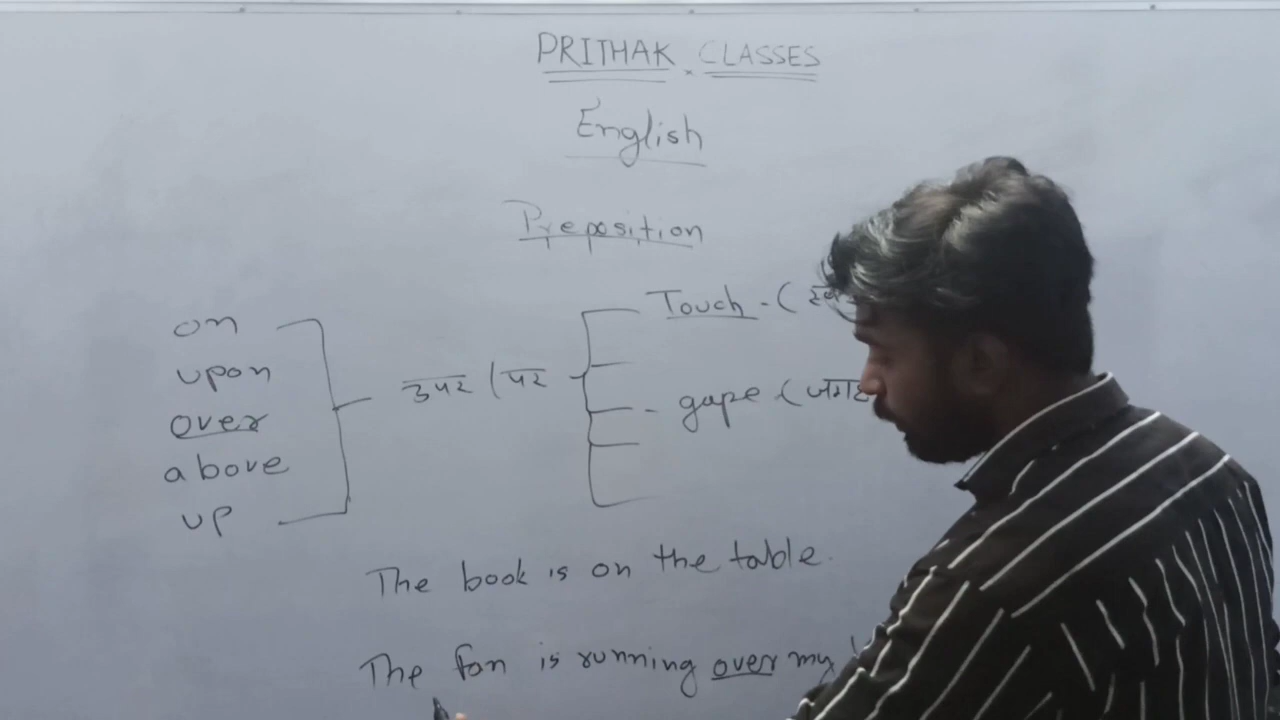 PRITHAK CLASSES
English
Preposition
on
upon
over
above
up
उपर / पर
Touch - (
gape - ( जगह
The book is on the table.
The fan is running over my